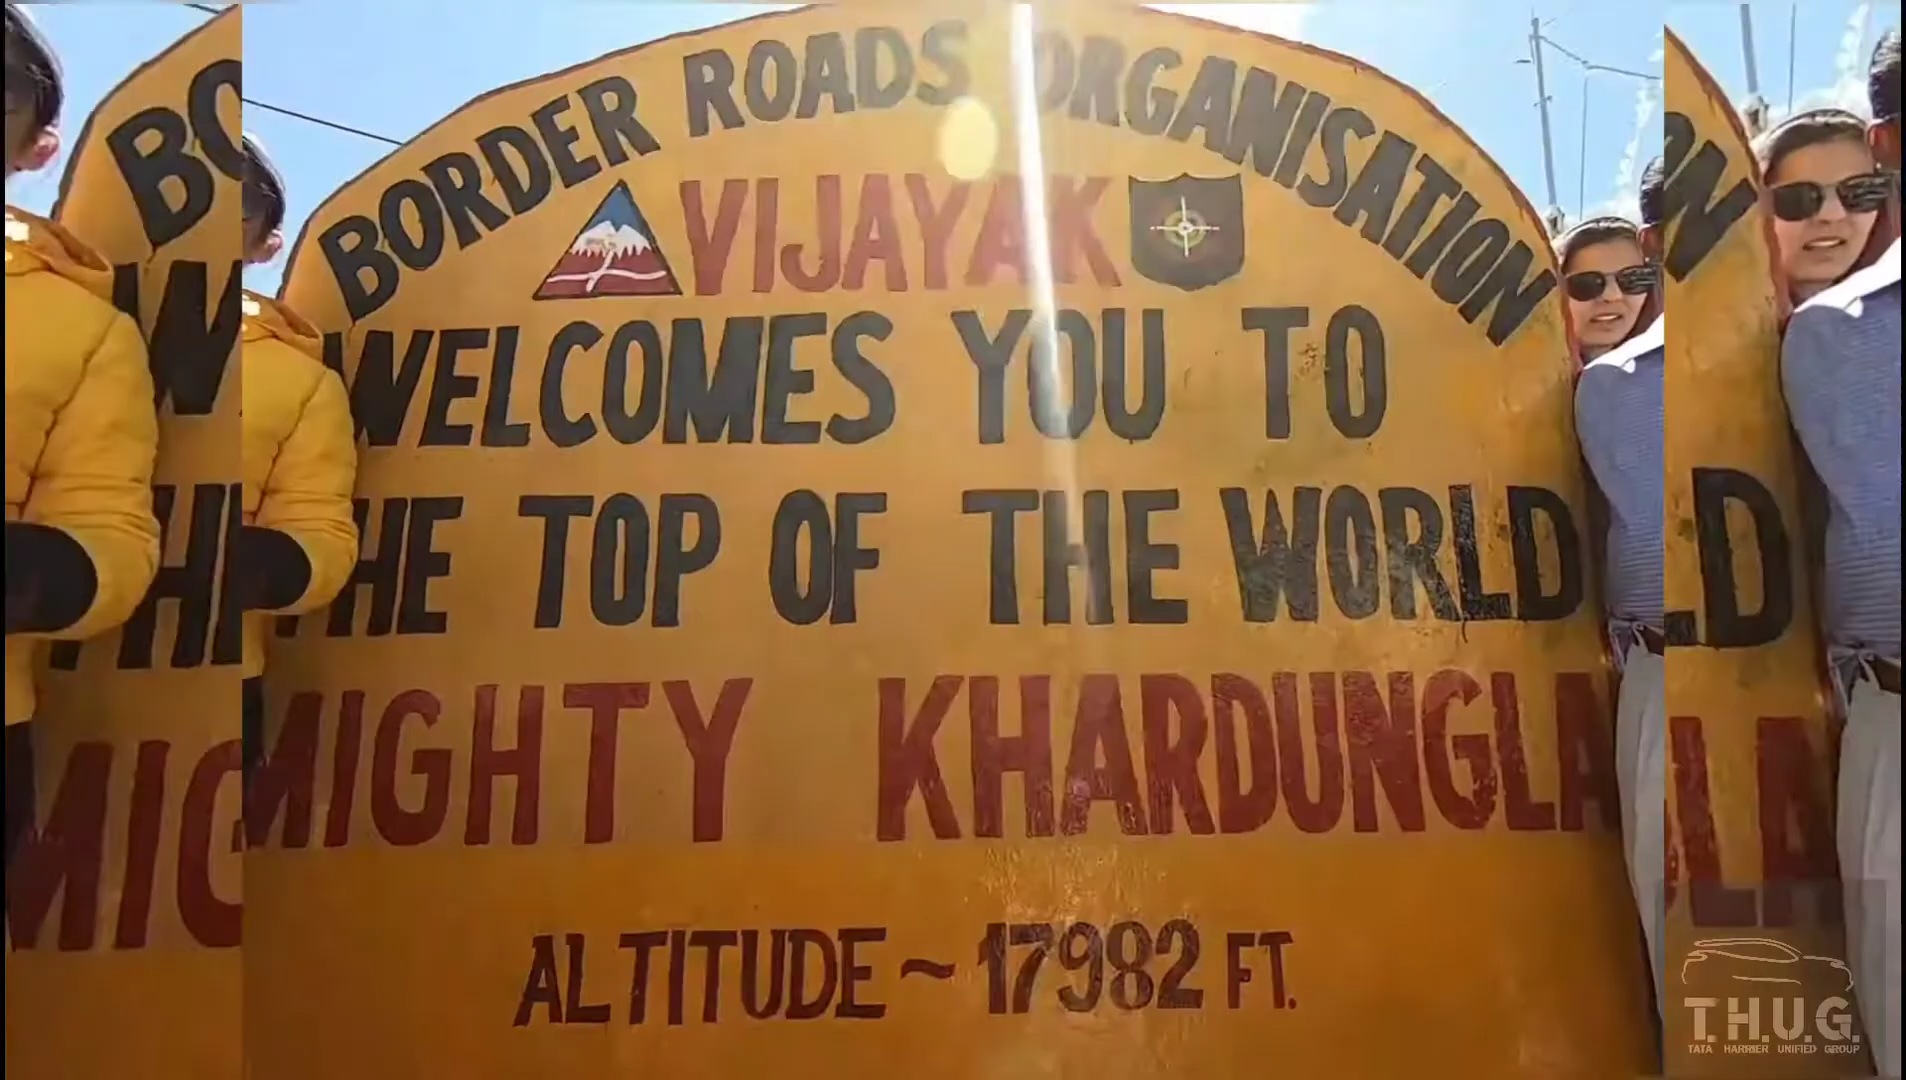 BORDER ROADS ORGANISATION
VIJAYAK
WELCOMES YOU TO
THE TOP OF THE WORLD
MIGHTY KHARDUNGLA
ALTITUDE ~ 17982 FT.
T.H.U.G.
TATA HARRIER UNIFIED GROUP